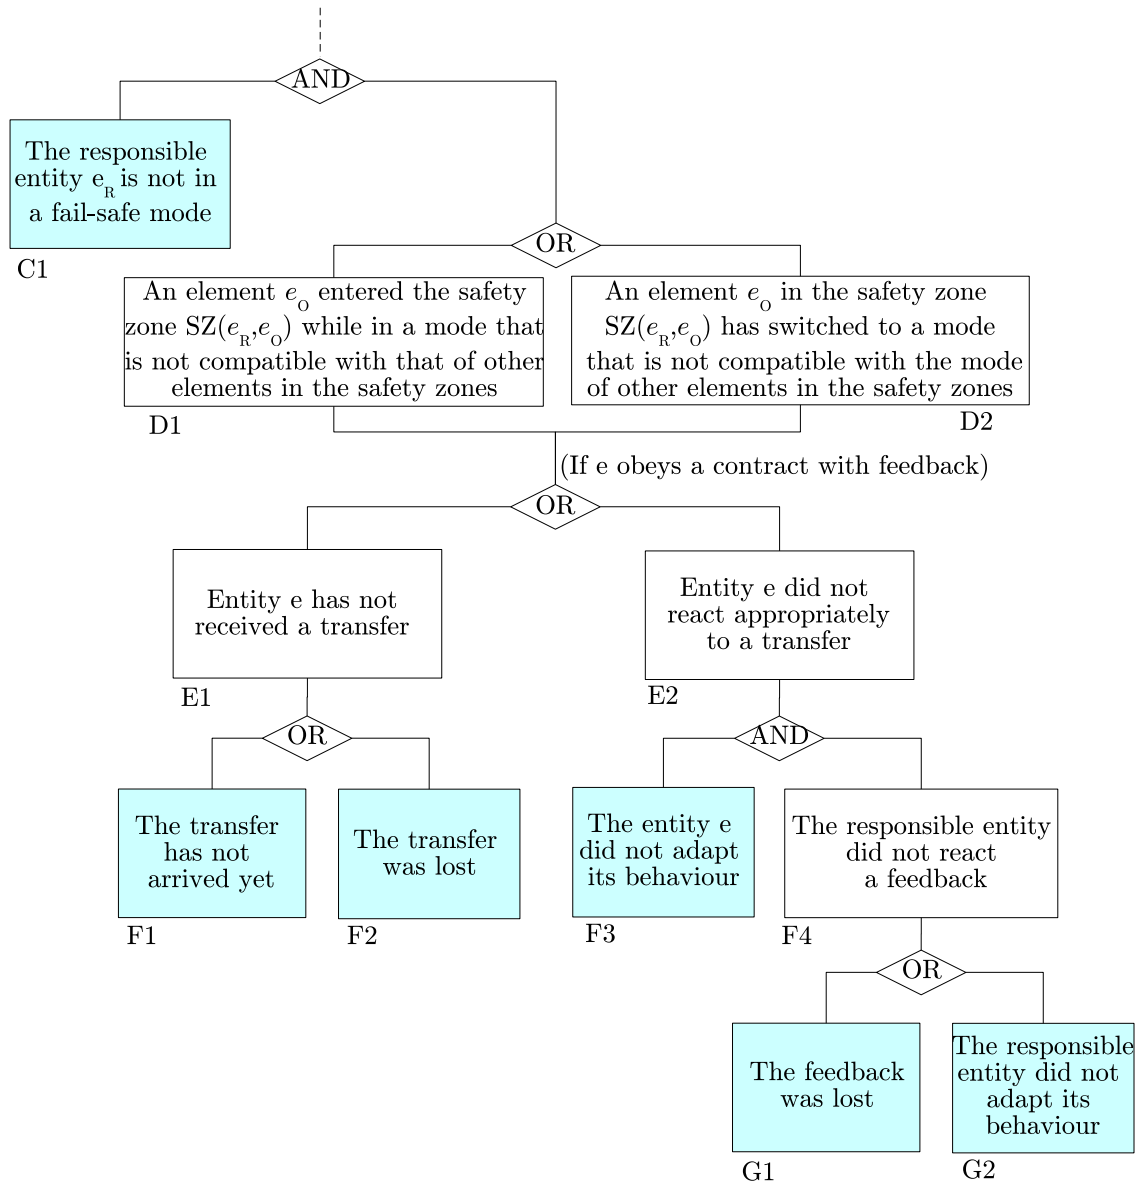 AND
The responsible
entity e_R is not in
a fail-safe mode
C1
OR
An element e_O entered the safety
zone SZ(e_R,e_O) while in a mode that
is not compatible with that of other
elements in the safety zones
D1
An element e_O in the safety zone
SZ(e_R,e_O) has switched to a mode
that is not compatible with the mode
of other elements in the safety zones
D2
(If e obeys a contract with feedback)
OR
Entity e has not
received a transfer
E1
Entity e did not
react appropriately
to a transfer
E2
OR
AND
The transfer
has not
arrived yet
F1
The transfer
was lost
F2
The entity e
did not adapt
its behaviour
F3
The responsible entity
did not react
a feedback
F4
OR
The feedback
was lost
G1
The responsible
entity did not
adapt its
behaviour
G2